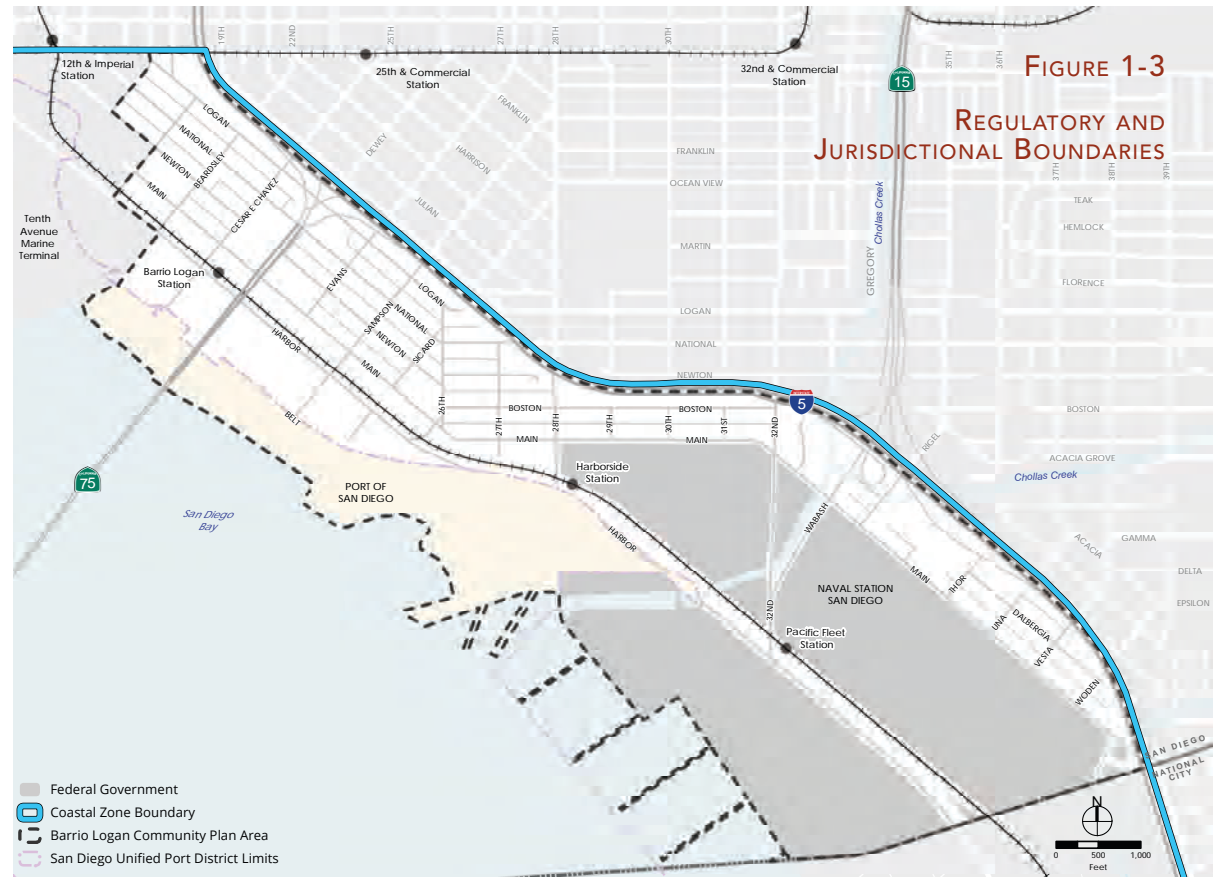 FIGURE 1-3
REGULATORY AND
JURISDICTIONAL BOUNDARIES
19TH
22ND
25TH
27TH
28TH
30TH
35TH
36TH
12th & Imperial
Station
25th & Commercial
Station
32nd & Commercial
Station
CALIFORNIA
15
37TH
38TH
39TH
LOGAN
NATIONAL
BEARDSLEY
NEWTON
MAIN
CESAR E CHAVEZ
DEWEY
FRANKLIN
HARRISON
JULIAN
FRANKLIN
OCEAN VIEW
MARTIN
LOGAN
NATIONAL
NEWTON
GREGORY
Chollas Creek
TEAK
HEMLOCK
FLORENCE
Tenth
Avenue
Marine
Terminal
Barrio Logan
Station
EVANS
LOGAN
SAMPSON
NATIONAL
NEWTON
SICARD
MAIN
HARBOR
BELT
26TH
27TH
28TH
29TH
30TH
31ST
32ND
BOSTON
BOSTON
MAIN
MAIN
5
BOSTON
RIGEL
ACACIA GROVE
Chollas Creek
CALIFORNIA
75
San Diego
Bay
PORT OF
SAN DIEGO
Harborside
Station
HARBOR
WABASH
32ND
NAVAL STATION
SAN DIEGO
Pacific Fleet
Station
MAIN
THOR
UNA
DALBERGIA
VESTA
WODEN
ACACIA
GAMMA
DELTA
EPSILON
SAN DIEGO
NATIONAL
CITY
Federal Government
Coastal Zone Boundary
Barrio Logan Community Plan Area
San Diego Unified Port District Limits
N
0 500 1,000
Feet